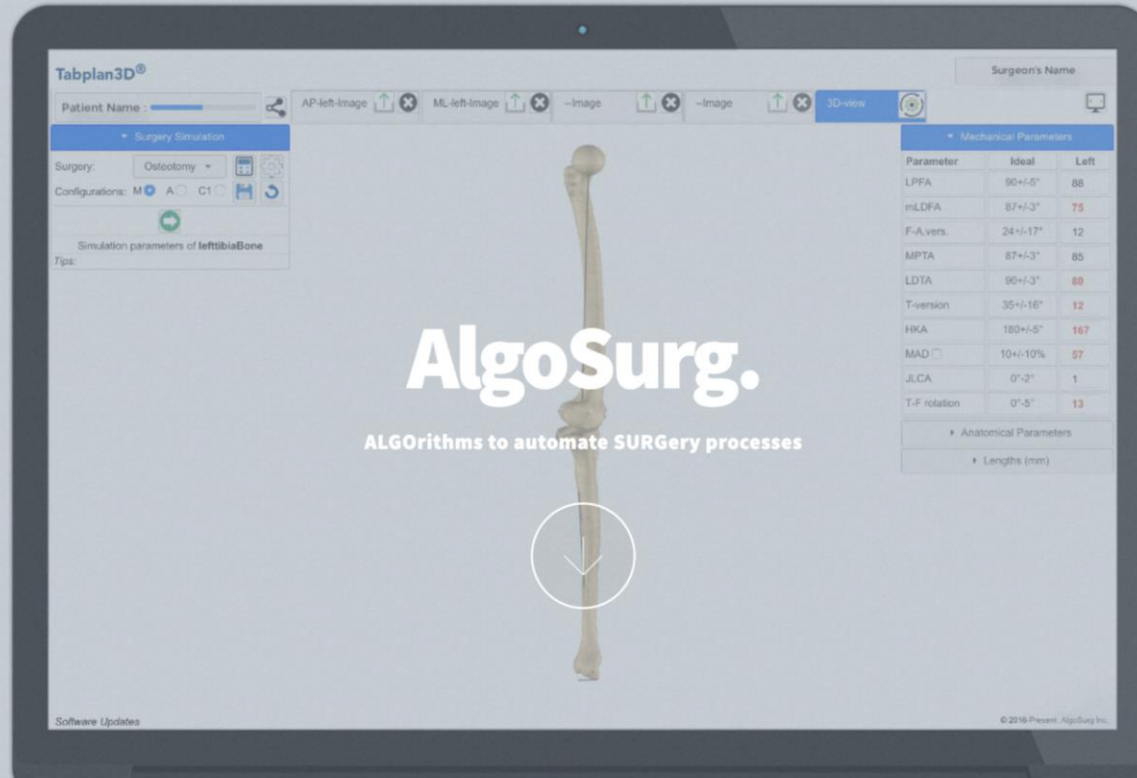 Tabplan3D®
Surgeon's Name
Patient Name :
AP-left-Image
ML-left-Image
--Image
--Image
3D-view
Surgery Simulation
Surgery: Osteotomy
Configurations: M A C1
Simulation parameters of lefttibiaBone
Tips:
Mechanical Parameters
Parameter Ideal Left
LPFA 90+/-5° 88
mLDFA 87+/-3° 75
F-A.vers. 24+/-17° 12
MPTA 87+/-3° 85
LDTA 90+/-3° 80
T-version 35+/-16° 12
HKA 180+/-5° 167
MAD 10+/-10% 57
JLCA 0°-2° 1
T-F rotation 0°-5° 13
Anatomical Parameters
Lengths (mm)
AlgoSurg.
ALGOrithms to automate SURGery processes
Software Updates
© 2016-Present. AlgoSurg Inc.